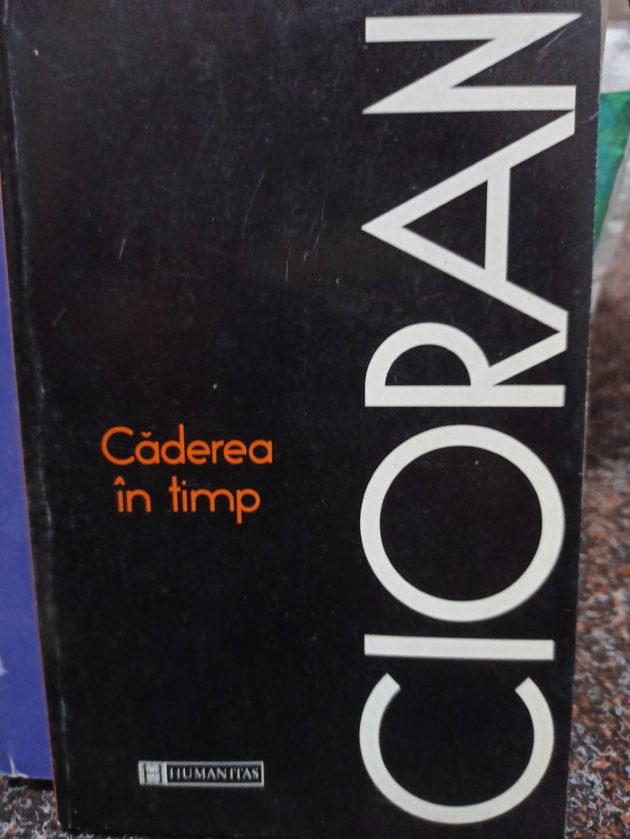 CIORAN
Căderea
în timp
HUMANITAS